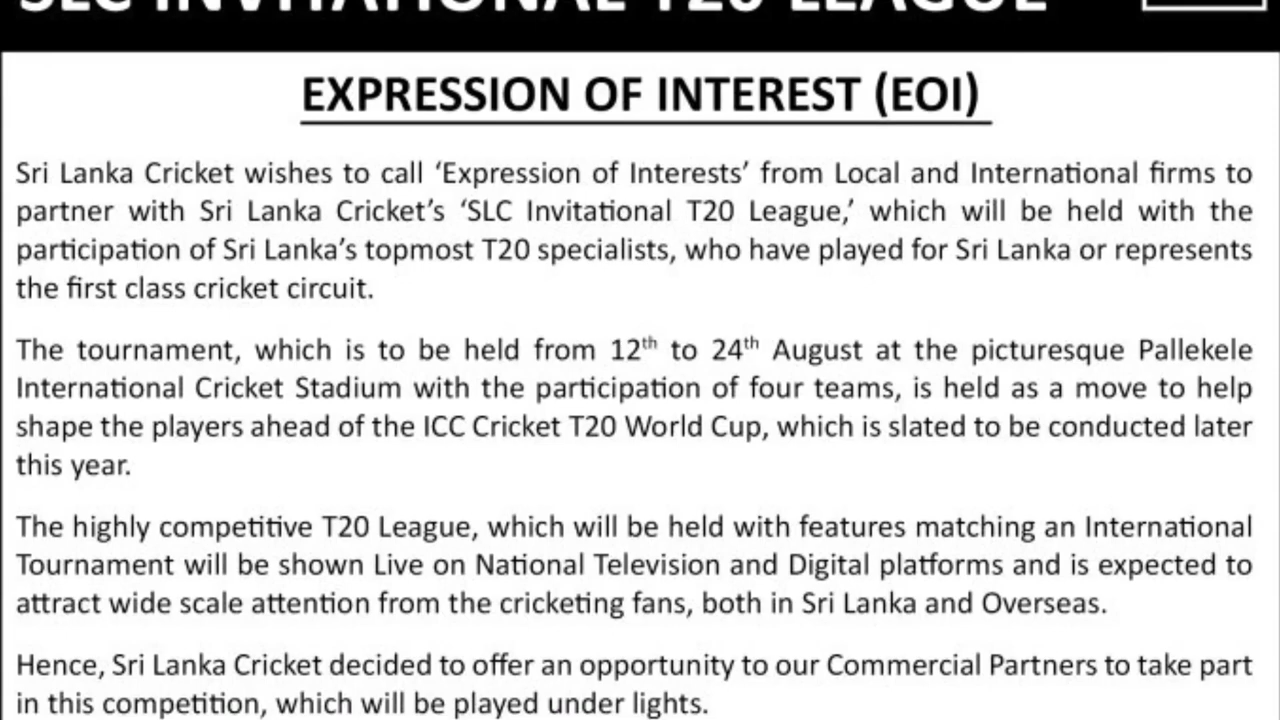 SLC INVITATIONAL T20 LEAGUE
EXPRESSION OF INTEREST (EOI)
Sri Lanka Cricket wishes to call ‘Expression of Interests’ from Local and International firms to
partner with Sri Lanka Cricket’s ‘SLC Invitational T20 League,’ which will be held with the
participation of Sri Lanka’s topmost T20 specialists, who have played for Sri Lanka or represents
the first class cricket circuit.
The tournament, which is to be held from 12th to 24th August at the picturesque Pallekele
International Cricket Stadium with the participation of four teams, is held as a move to help
shape the players ahead of the ICC Cricket T20 World Cup, which is slated to be conducted later
this year.
The highly competitive T20 League, which will be held with features matching an International
Tournament will be shown Live on National Television and Digital platforms and is expected to
attract wide scale attention from the cricketing fans, both in Sri Lanka and Overseas.
Hence, Sri Lanka Cricket decided to offer an opportunity to our Commercial Partners to take part
in this competition, which will be played under lights.